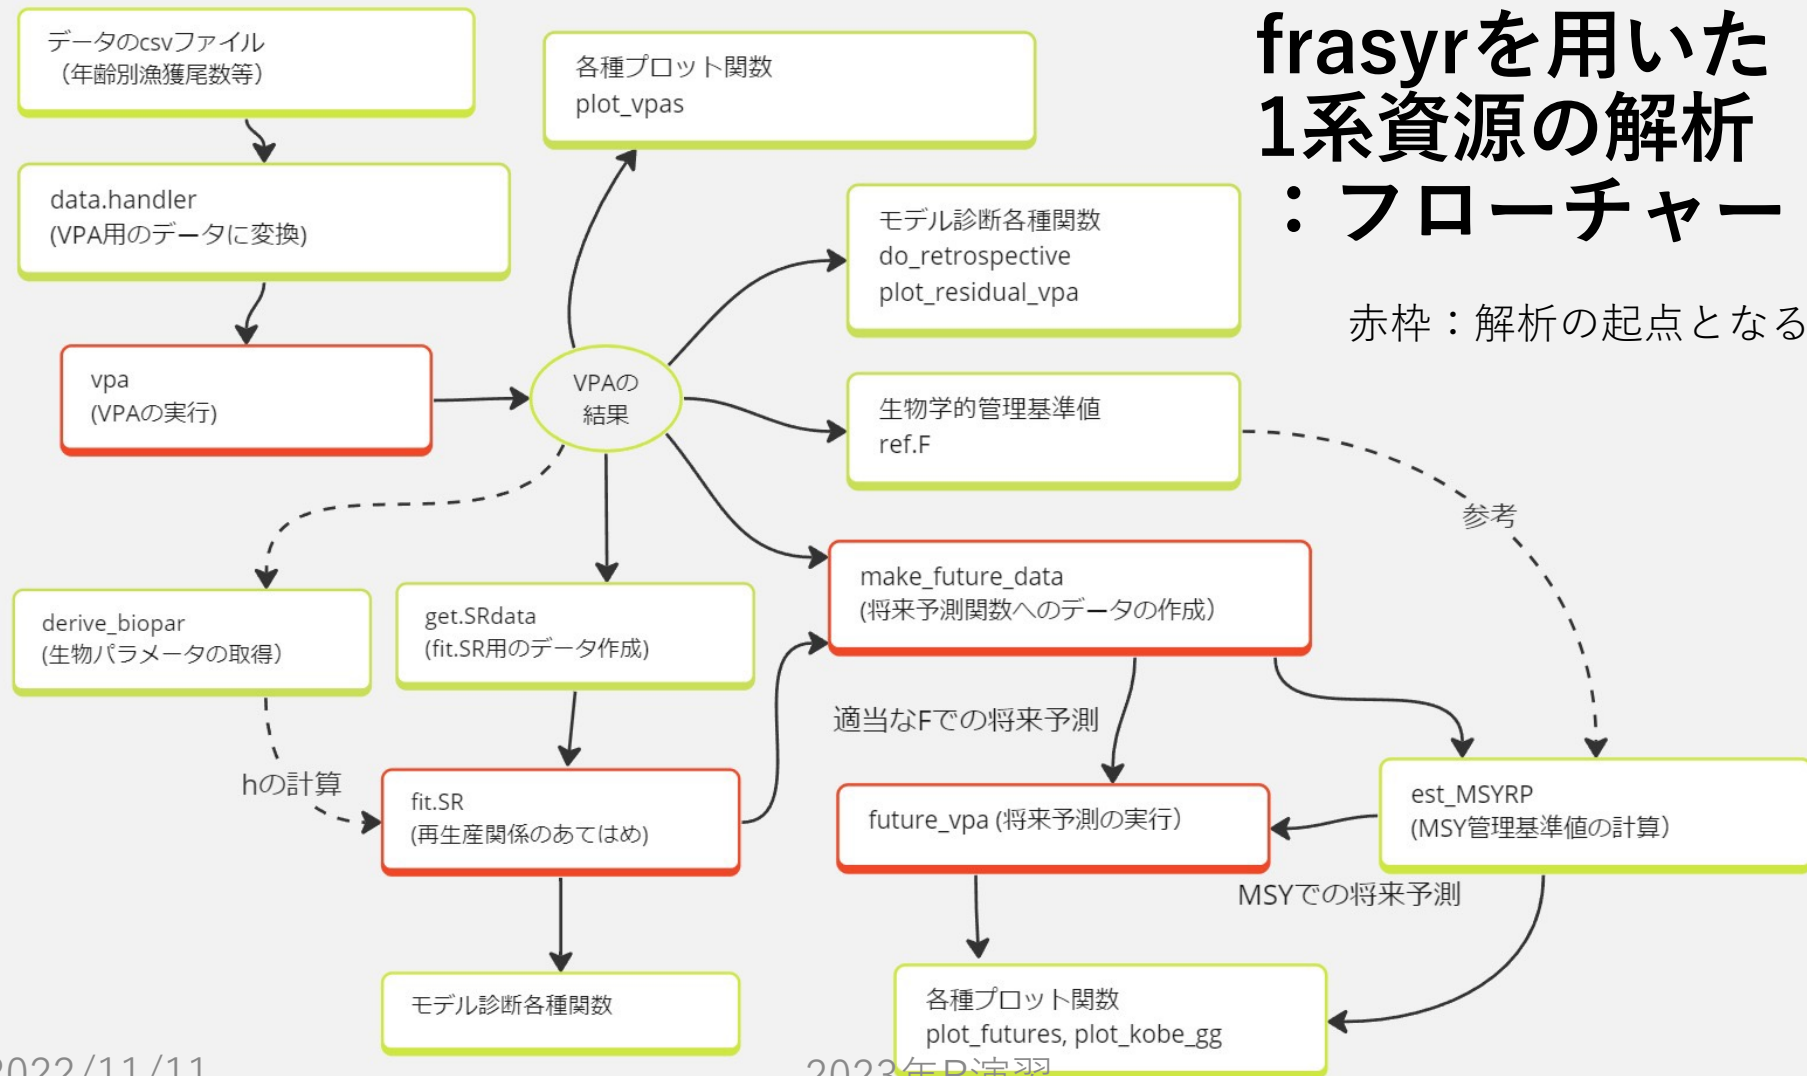 frasyrを用いた
1系資源の解析
：フローチャー
赤枠：解析の起点となる
データのcsvファイル
（年齢別漁獲尾数等）
各種プロット関数
plot_vpas
data.handler
(VPA用のデータに変換)
モデル診断各種関数
do_retrospective
plot_residual_vpa
vpa
(VPAの実行)
VPAの
結果
生物学的管理基準値
ref.F
参考
make_future_data
(将来予測関数へのデータの作成）
derive_biopar
(生物パラメータの取得）
get.SRdata
(fit.SR用のデータ作成)
適当なFでの将来予測
hの計算
fit.SR
(再生産関係のあてはめ)
future_vpa (将来予測の実行）
est_MSYRP
(MSY管理基準値の計算）
MSYでの将来予測
モデル診断各種関数
各種プロット関数
plot_futures, plot_kobe_gg
2022/11/11
2023年R演習